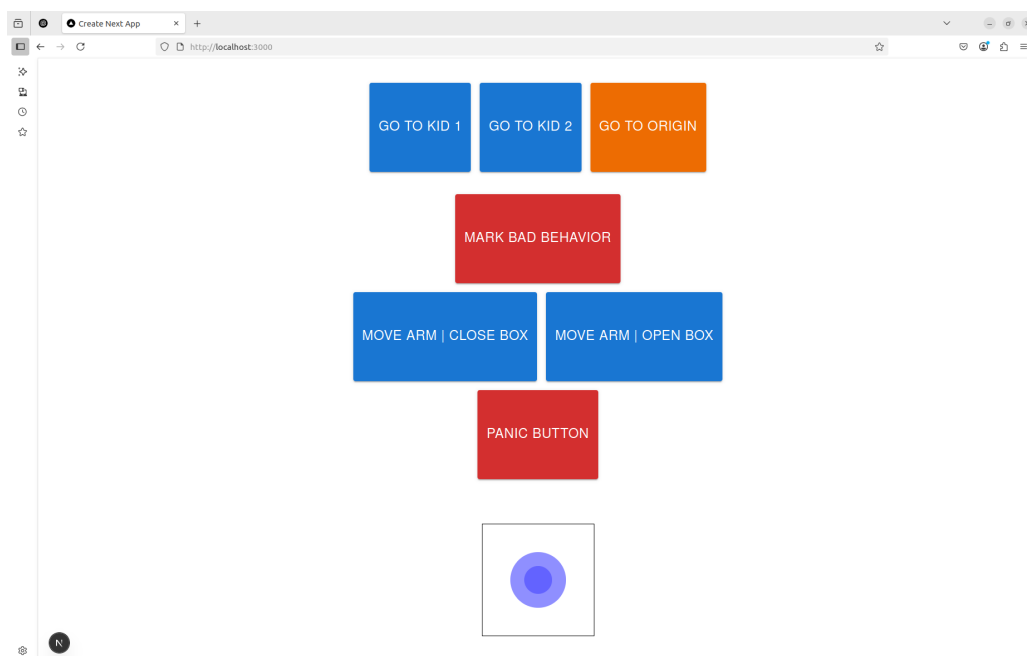 Create Next App
http://localhost:3000
GO TO KID 1
GO TO KID 2
GO TO ORIGIN
MARK BAD BEHAVIOR
MOVE ARM | CLOSE BOX
MOVE ARM | OPEN BOX
PANIC BUTTON
N